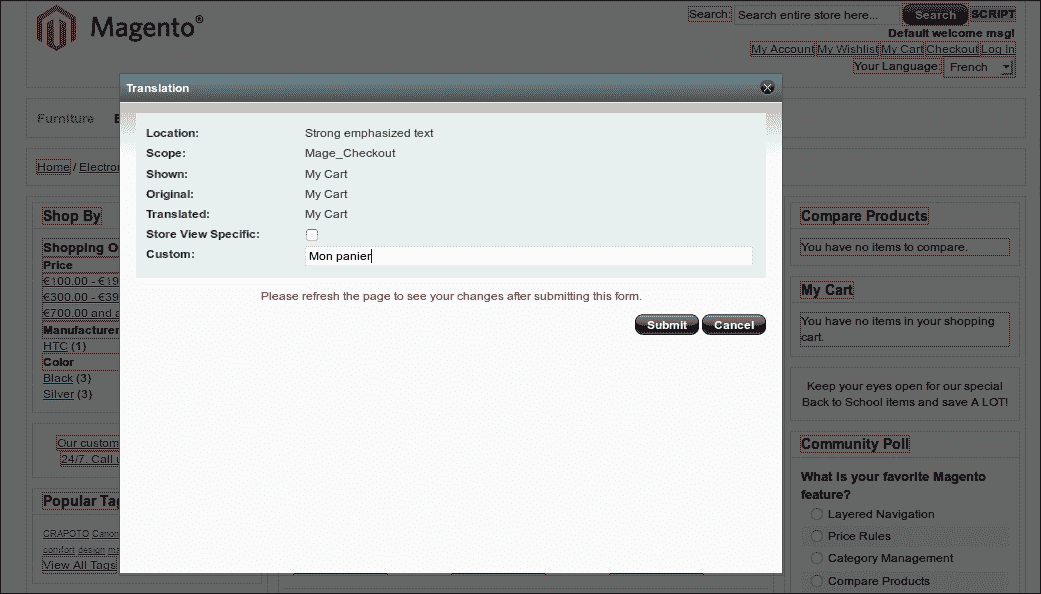 Magento®
Search: Search entire store here... Search SCRIPT
Default welcome msg!
My Account My Wishlist My Cart Checkout Log In
Your Language: French
Translation
Furniture
Home /
Location: Strong emphasized text
Scope: Mage_Checkout
Shown: My Cart
Original: My Cart
Translated: My Cart
Store View Specific:
Custom: Mon panier
Please refresh the page to see your changes after submitting this form.
Submit Cancel
Shop By
Shopping
Price
€100.00 -
€300.00 -
€700.00 and
Manufacturer
HTC (1)
Color
Black (3)
Silver (3)
Our
24/7. Call
Popular
CRAPOTO Canon
comfort design
View All Tags
Compare Products
You have no items to compare.
My Cart
You have no items in your shopping
cart.
Keep your eyes open for our special
Back to School items and save A LOT!
Community Poll
What is your favorite Magento
feature?
Layered Navigation
Price Rules
Category Management
Compare Products